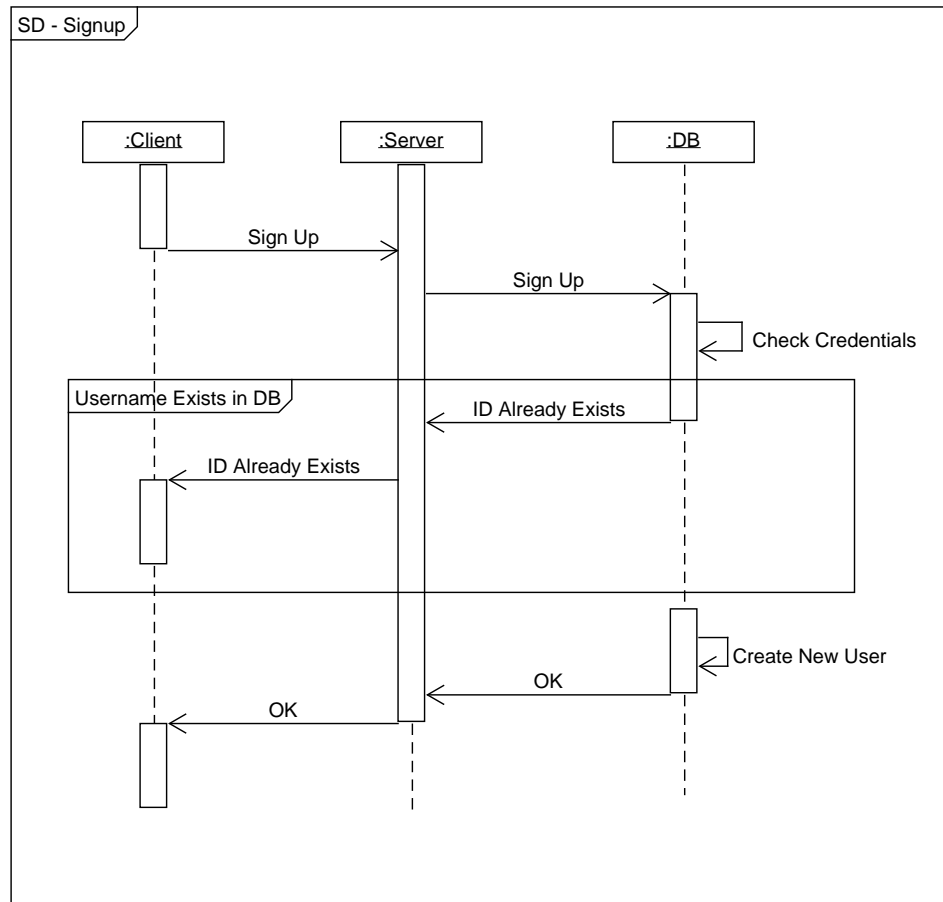 SD - Signup
:Client
:Server
:DB
Sign Up
Sign Up
Check Credentials
Username Exists in DB
ID Already Exists
ID Already Exists
Create New User
OK
OK